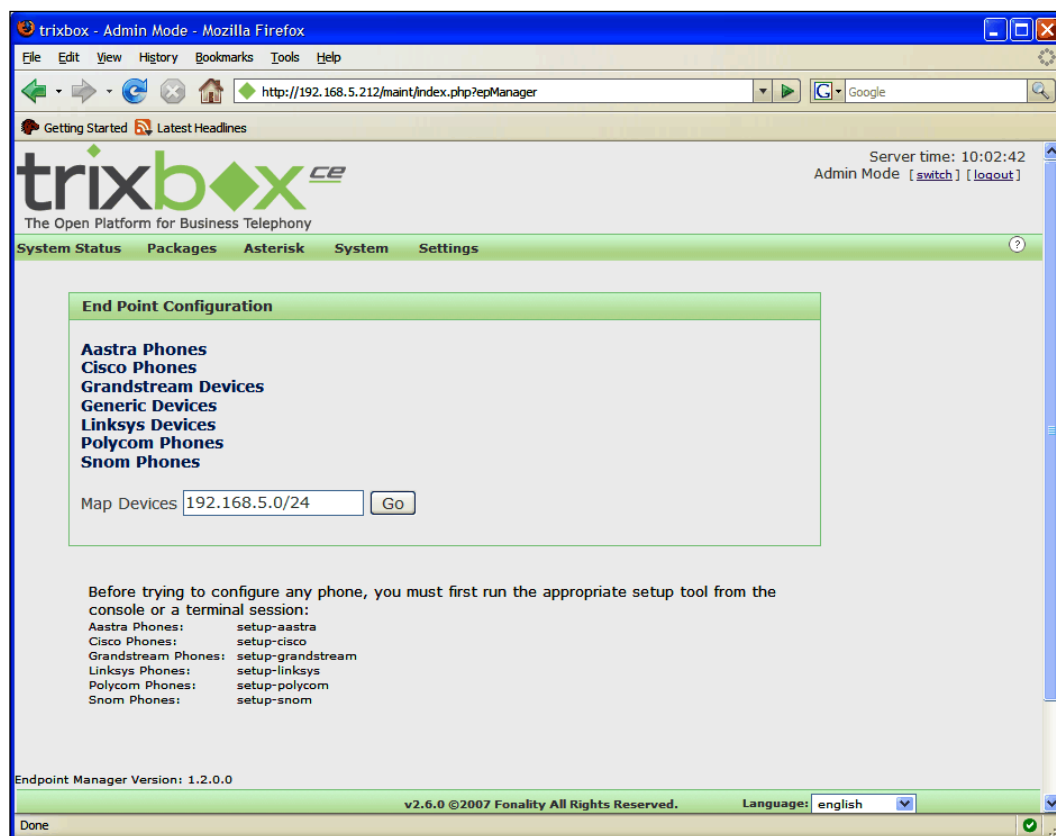 trixbox - Admin Mode - Mozilla Firefox
File Edit View History Bookmarks Tools Help
http://192.168.5.212/maint/index.php?epManager
G Google
Getting Started Latest Headlines
Server time: 10:02:42
Admin Mode [switch] [logout]
trixbox ce
The Open Platform for Business Telephony
System Status Packages Asterisk System Settings ?
End Point Configuration
Aastra Phones
Cisco Phones
Grandstream Devices
Generic Devices
Linksys Devices
Polycom Phones
Snom Phones
Map Devices 192.168.5.0/24 Go
Before trying to configure any phone, you must first run the appropriate setup tool from the
console or a terminal session:
Aastra Phones: setup-aastra
Cisco Phones: setup-cisco
Grandstream Phones: setup-grandstream
Linksys Phones: setup-linksys
Polycom Phones: setup-polycom
Snom Phones: setup-snom
Endpoint Manager Version: 1.2.0.0
v2.6.0 ©2007 Fonality All Rights Reserved. Language: english
Done